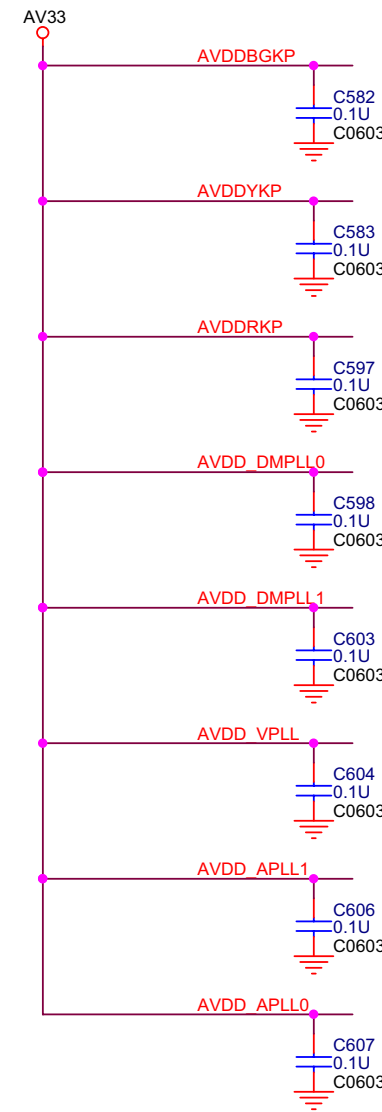 AV33
AVDDBGKP
C582
0.1U
C0603
AVDDYKP
C583
0.1U
C0603
AVDDRKP
C597
0.1U
C0603
AVDD_DMPLL0
C598
0.1U
C0603
AVDD_DMPLL1
C603
0.1U
C0603
AVDD_VPLL
C604
0.1U
C0603
AVDD_APLL1
C606
0.1U
C0603
AVDD_APLL0
C607
0.1U
C0603